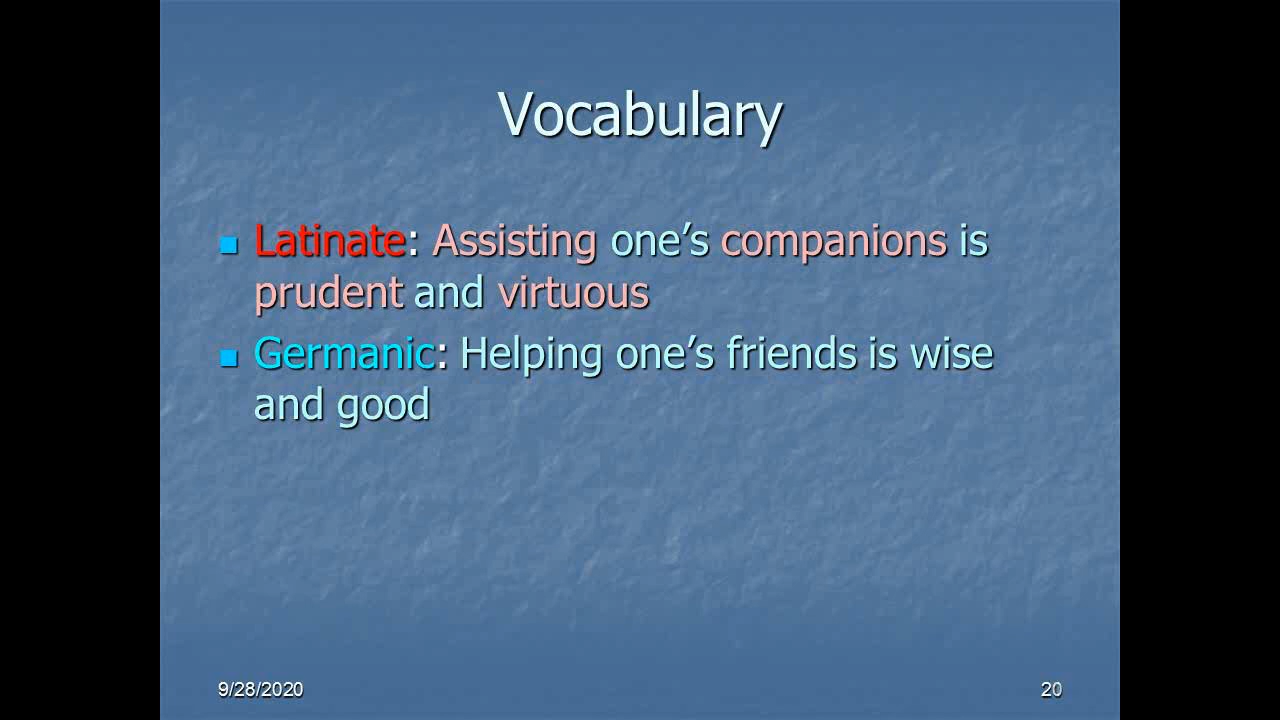 Vocabulary
Latinate: Assisting one’s companions is
prudent and virtuous
Germanic: Helping one’s friends is wise
and good
9/28/2020
20